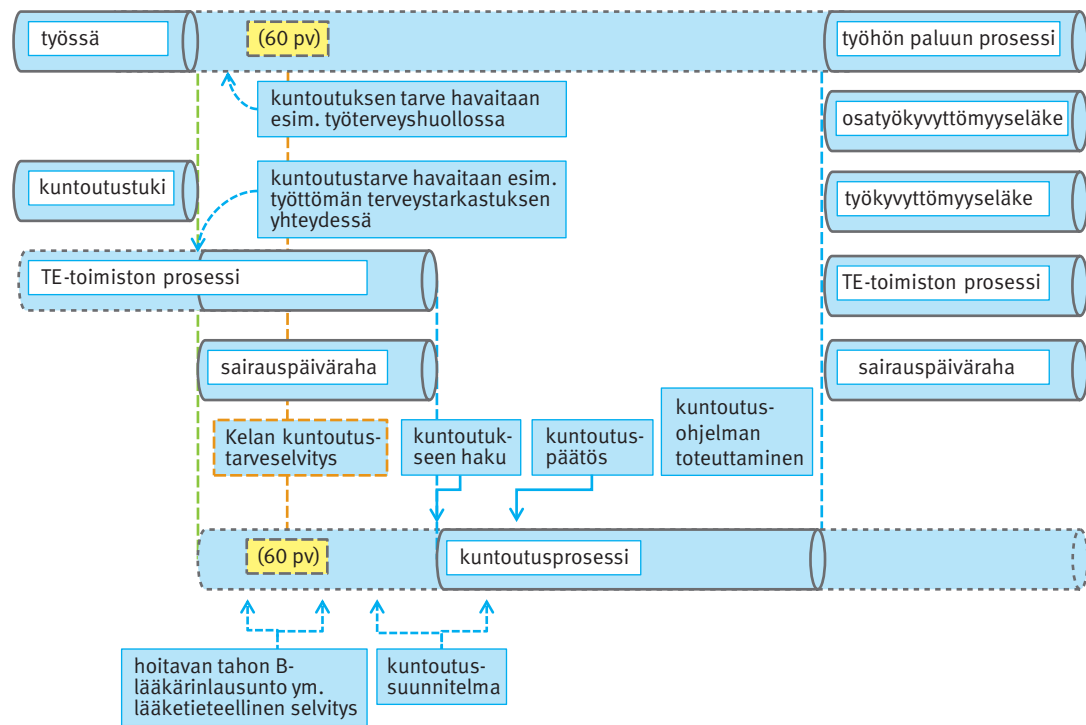 työssä
(60 pv)
työhön paluun prosessi
kuntoutuksen tarve havaitaan
esim. työterveyshuollossa
osatyökyvyttömyyseläke
kuntoutustuki
kuntoutustarve havaitaan esim.
työttömän terveystarkastuksen
yhteydessä
työkyvyttömyyseläke
TE-toimiston prosessi
TE-toimiston prosessi
sairauspäiväraha
sairauspäiväraha
Kelan kuntoutus-
tarveselvitys
kuntoutuk-
seen haku
kuntoutus-
päätös
kuntoutus-
ohjelman
toteuttaminen
(60 pv)
kuntoutusprosessi
hoitavan tahon B-
lääkärinlausunto ym.
lääketieteellinen selvitys
kuntoutus-
suunnitelma